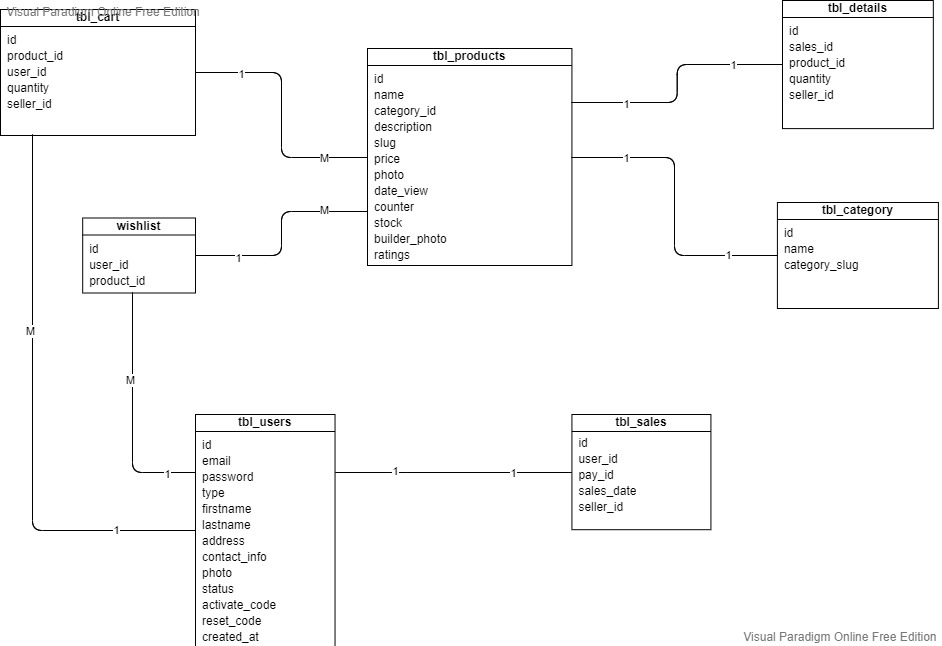 Visual Paradigm Online Free Edition
tbl_cart
id
product_id
user_id
quantity
seller_id
1
M
tbl_products
id
name
category_id
description
slug
price
photo
date_view
counter
stock
builder_photo
ratings
1
1
tbl_details
id
sales_id
product_id
quantity
seller_id
1
1
tbl_category
id
name
category_slug
wishlist
id
user_id
product_id
1
M
M
M
1
1
tbl_users
id
email
password
type
firstname
lastname
address
contact_info
photo
status
activate_code
reset_code
created_at
1
1
tbl_sales
id
user_id
pay_id
sales_date
seller_id
Visual Paradigm Online Free Edition